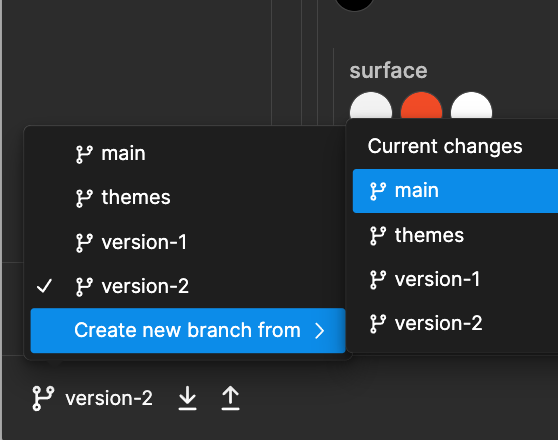 surface
main
themes
version-1
version-2
Create new branch from
Current changes
main
themes
version-1
version-2
version-2